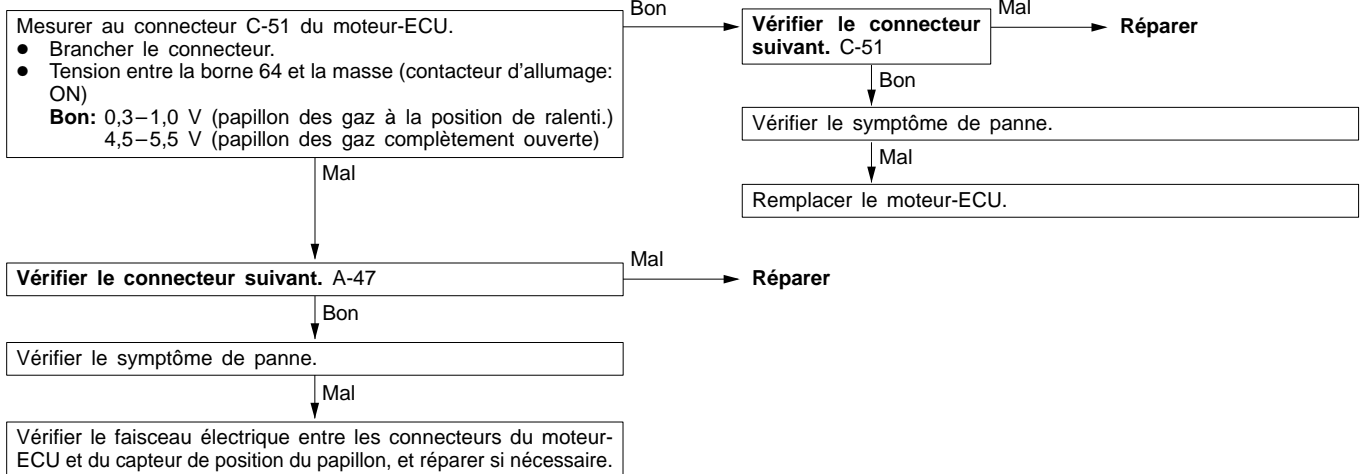 Mesurer au connecteur C-51 du moteur-ECU.
● Brancher le connecteur.
● Tension entre la borne 64 et la masse (contacteur d'allumage:
ON)
Bon: 0,3–1,0 V (papillon des gaz à la position de ralenti.)
4,5–5,5 V (papillon des gaz complètement ouverte)
Bon
Vérifier le connecteur
suivant. C-51
Mal
Réparer
Bon
Vérifier le symptôme de panne.
Mal
Remplacer le moteur-ECU.
Mal
Vérifier le connecteur suivant. A-47
Mal
Réparer
Bon
Vérifier le symptôme de panne.
Mal
Vérifier le faisceau électrique entre les connecteurs du moteur-
ECU et du capteur de position du papillon, et réparer si nécessaire.